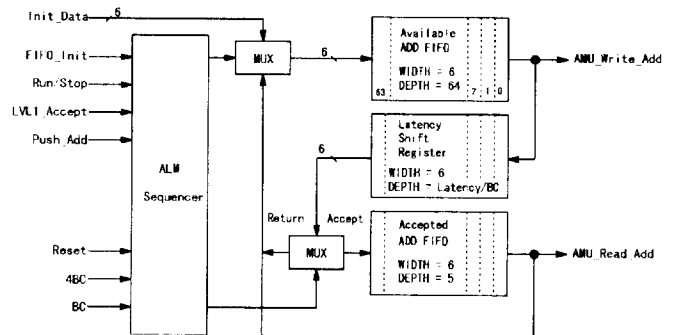 Init_Data
6
FIFO_Init
Run/Stop
LVL1_Accept
Push_Add
Reset
4BC
BC
ALM
Sequencer
MUX
6
Available
ADD FIFO
WIDTH = 6
DEPTH = 64
63
2 1 0
AMU_Write_Add
Latency
Shift
Register
WIDTH = 6
DEPTH = Latency/BC
6
Return
Accept
MUX
Accepted
ADD FIFO
WIDTH = 6
DEPTH = 5
AMU_Read_Add